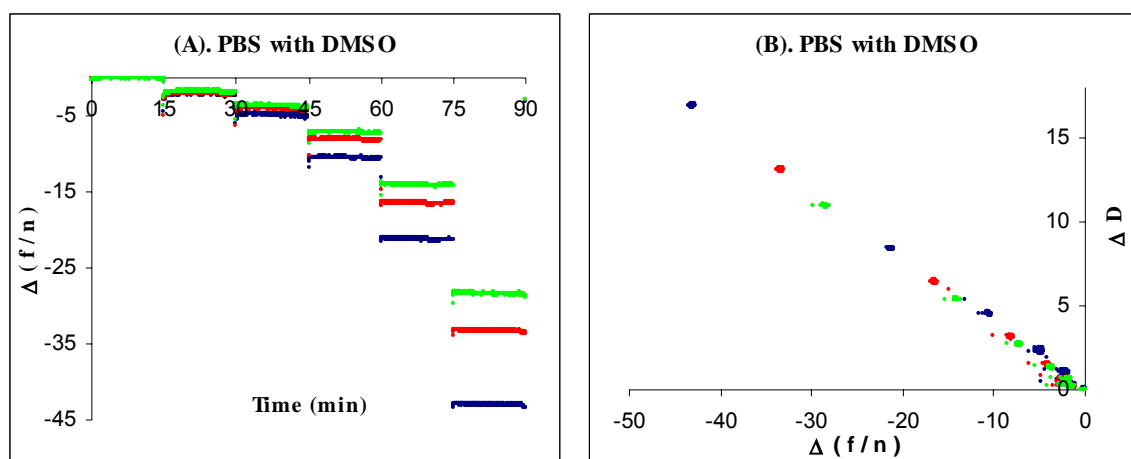 (A). PBS with DMSO
0 15 30 45 60 75 90
-5
-15
-25
-35
-45
Δ ( f / n )
Time (min)
(B). PBS with DMSO
15
10
5
0
Δ D
-50 -40 -30 -20 -10 0
Δ ( f / n )